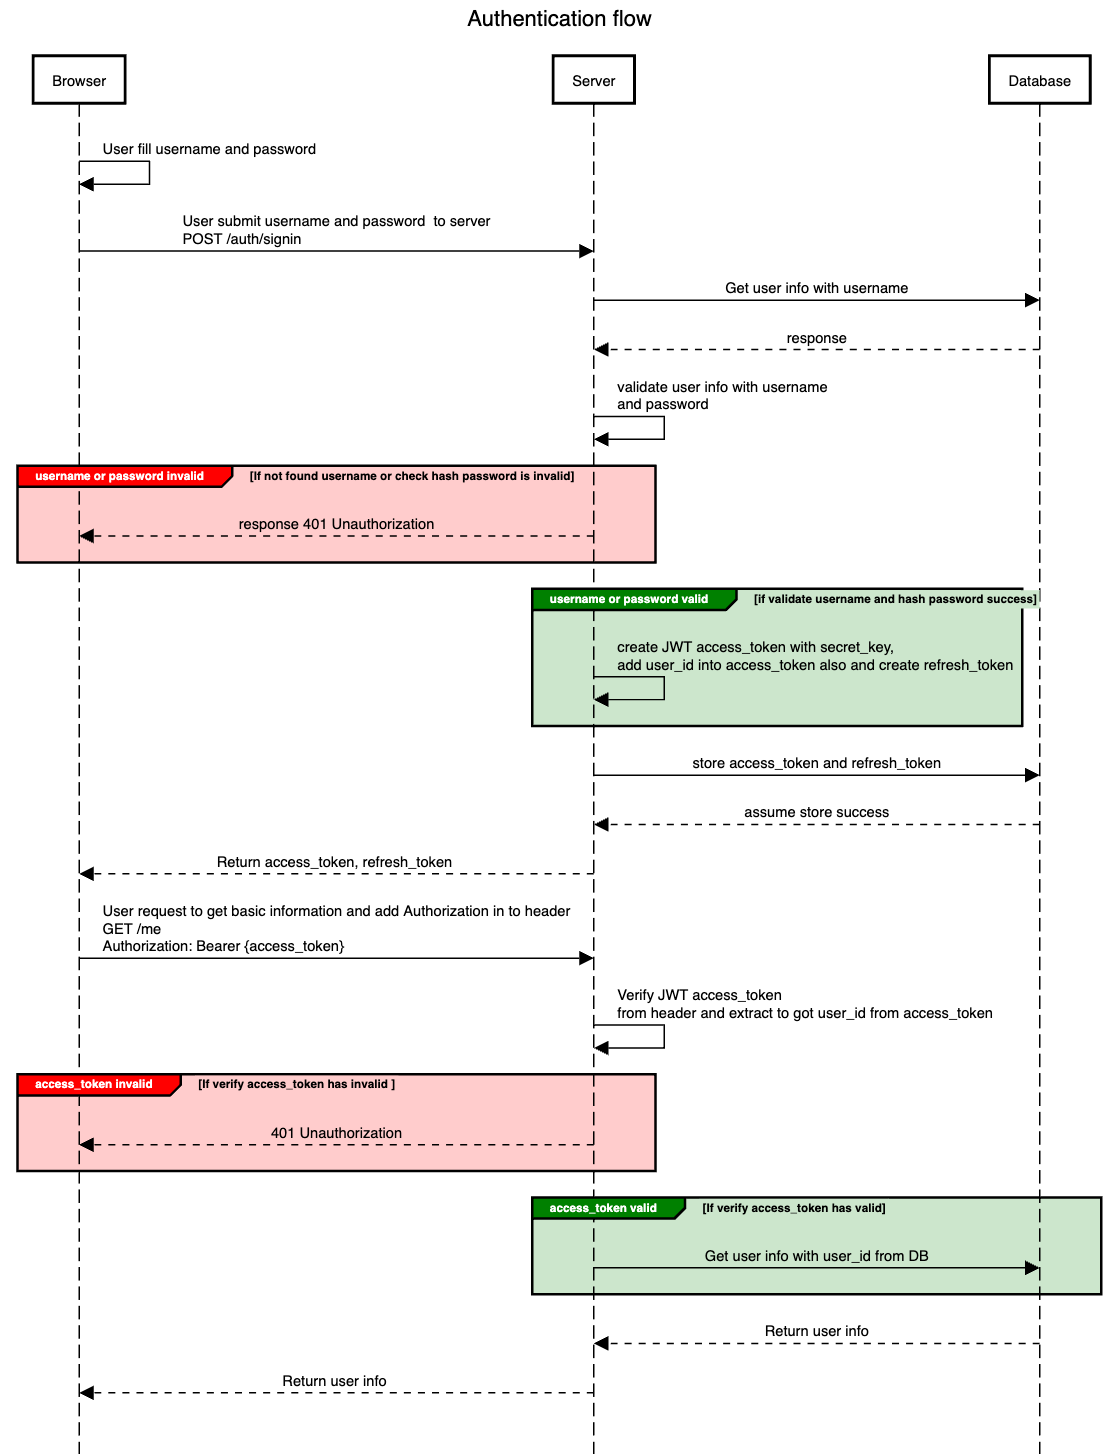 Authentication flow
Browser
Server
Database
User fill username and password
User submit username and password  to server
POST /auth/signin
Get user info with username
response
validate user info with username
and password
username or password invalid
[If not found username or check hash password is invalid]
response 401 Unauthorization
username or password valid
[if validate username and hash password success]
create JWT access_token with secret_key,
add user_id into access_token also and create refresh_token
store access_token and refresh_token
assume store success
Return access_token, refresh_token
User request to get basic information and add Authorization in to header
GET /me
Authorization: Bearer {access_token}
Verify JWT access_token
from header and extract to got user_id from access_token
access_token invalid
[If verify access_token has invalid ]
401 Unauthorization
access_token valid
[If verify access_token has valid]
Get user info with user_id from DB
Return user info
Return user info